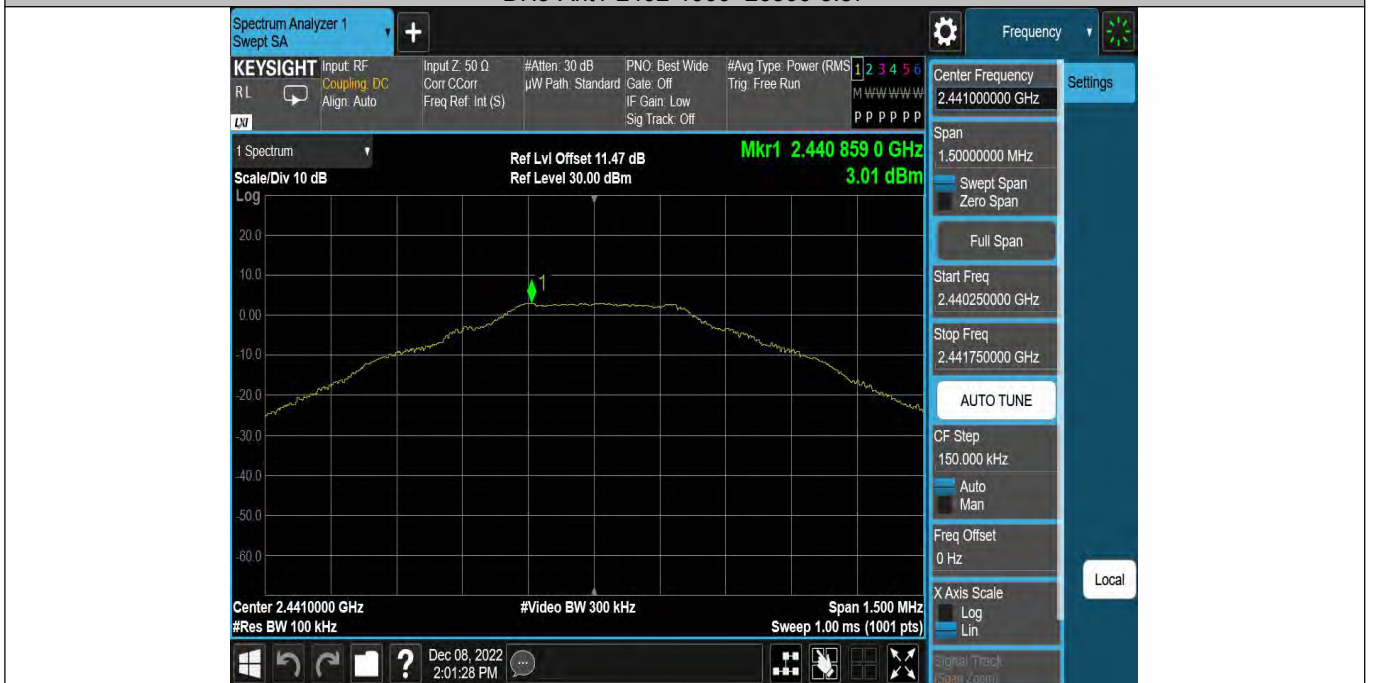 Spectrum Analyzer 1
Swept SA
Frequency
KEYSIGHT
RL
LXI
Input: RF
Coupling: DC
Align: Auto
Input Z: 50 Ω
Corr CCorr
Freq Ref: Int (S)
#Atten: 30 dB
µW Path: Standard
PNO: Best Wide
Gate: Off
IF Gain: Low
Sig Track: Off
#Avg Type: Power (RMS
Trig: Free Run
1 2 3 4 5 6
M W W W W W
P P P P P P
1 Spectrum
Scale/Div 10 dB
Log
Ref Lvl Offset 11.47 dB
Ref Level 30.00 dBm
Mkr1 2.440 859 0 GHz
3.01 dBm
20.0
10.0
1
0.00
-10.0
-20.0
-30.0
-40.0
-50.0
-60.0
Center 2.4410000 GHz
#Res BW 100 kHz
#Video BW 300 kHz
Span 1.500 MHz
Sweep 1.00 ms (1001 pts)
Dec 08, 2022
2:01:28 PM
Center Frequency
2.441000000 GHz
Settings
Span
1.50000000 MHz
Swept Span
Zero Span
Full Span
Start Freq
2.440250000 GHz
Stop Freq
2.441750000 GHz
AUTO TUNE
CF Step
150.000 kHz
Auto
Man
Freq Offset
0 Hz
X Axis Scale
Log
Lin
Local
Signal Track
(Span Zoom)